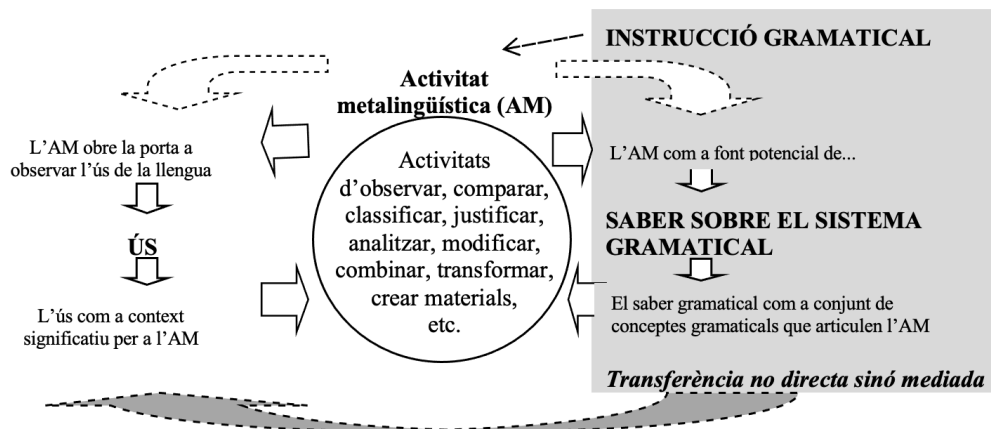 INSTRUCCIÓ GRAMATICAL
Activitat
metalingüística (AM)
L’AM obre la porta a
observar l’ús de la llengua
ÚS
L’ús com a context
significatiu per a l’AM
Activitats
d’observar, comparar,
classificar, justificar,
analitzar, modificar,
combinar, transformar,
crear materials,
etc.
L’AM com a font potencial de...
SABER SOBRE EL SISTEMA
GRAMATICAL
El saber gramatical com a conjunt de
conceptes gramaticals que articulen l’AM
Transferència no directa sinó mediada